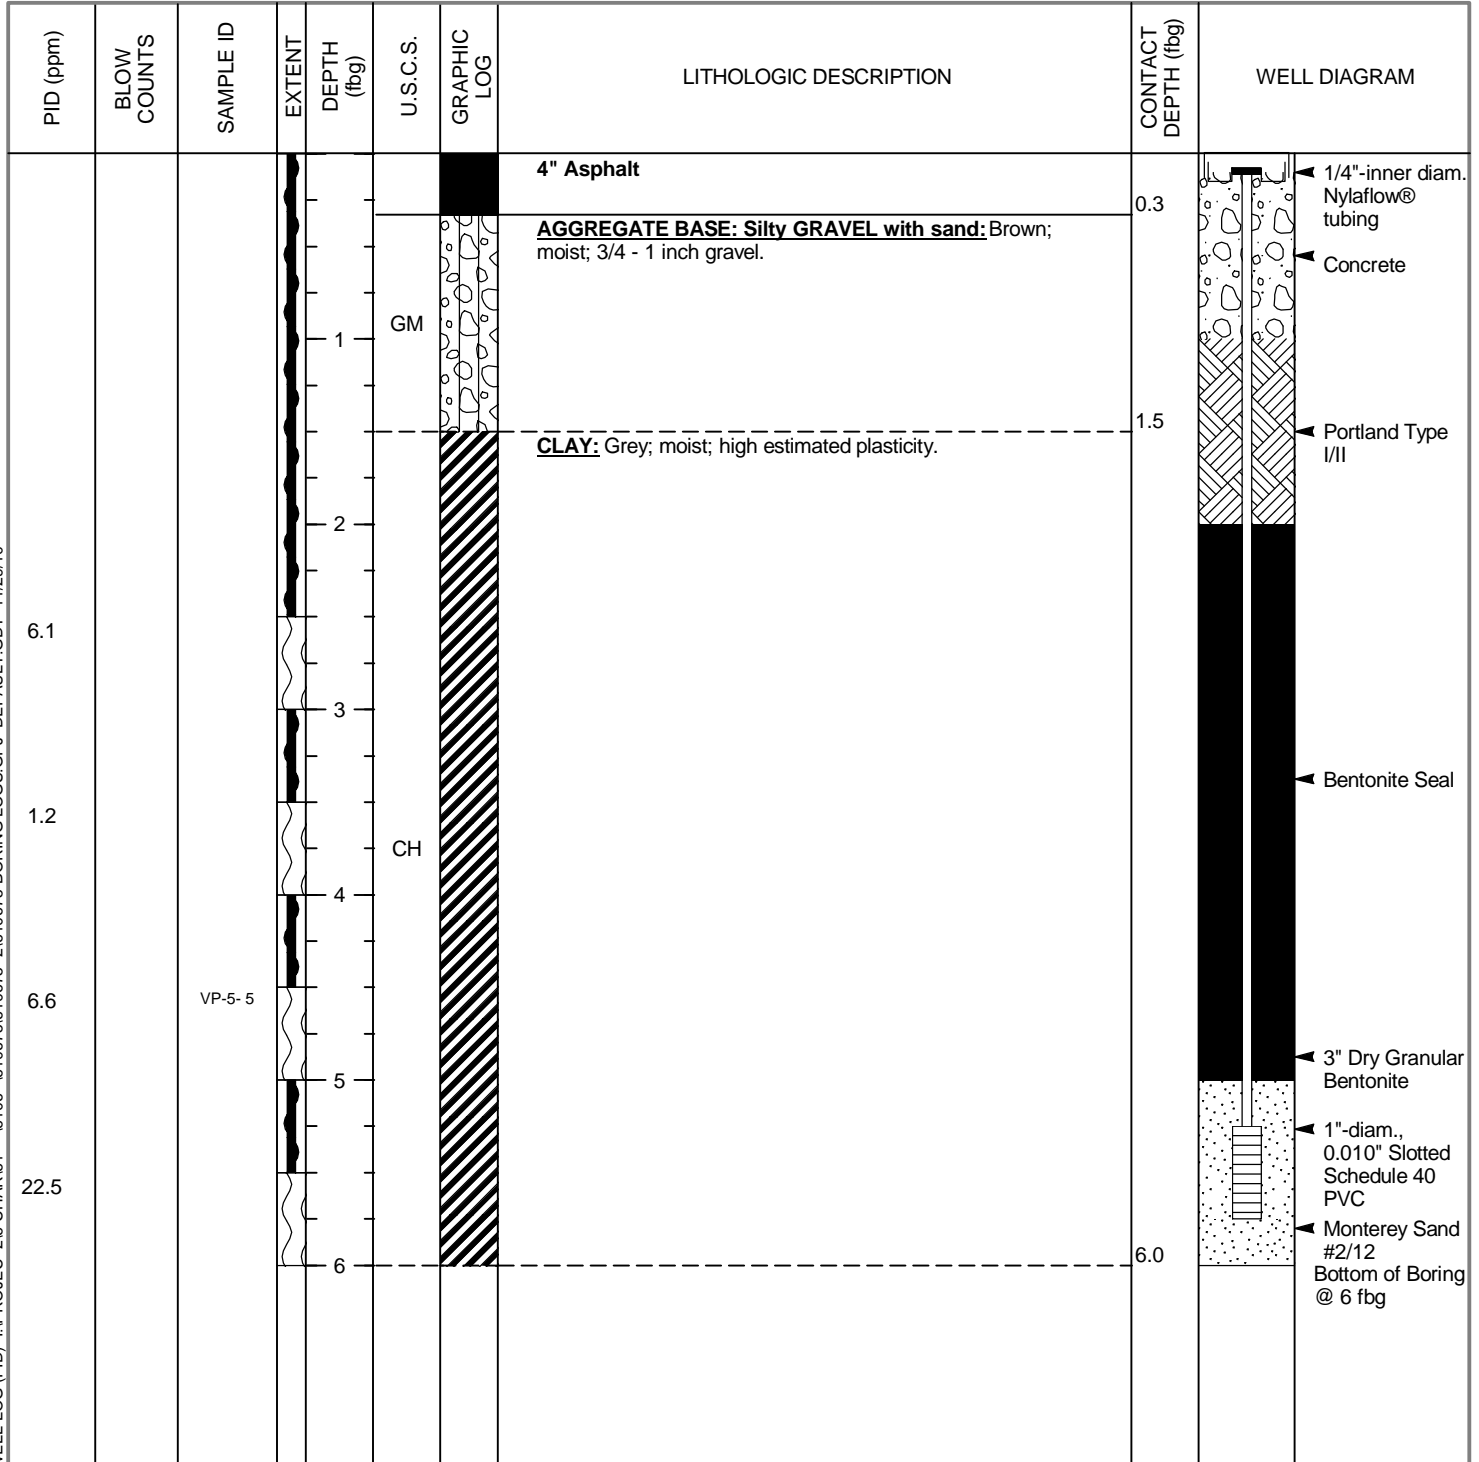 PID (ppm)
BLOW
COUNTS
SAMPLE ID
EXTENT
DEPTH
(fbg)
U.S.C.S.
GRAPHIC
LOG
LITHOLOGIC DESCRIPTION
CONTACT
DEPTH (fbg)
WELL DIAGRAM
4" Asphalt
0.3
AGGREGATE BASE: Silty GRAVEL with sand: Brown;
moist; 3/4 - 1 inch gravel.
GM
1
1.5
CLAY: Grey; moist; high estimated plasticity.
2
6.1
3
1.2
CH
4
6.6
VP-5- 5
5
22.5
6
6.0
1/4"-inner diam.
Nylaflow®
tubing
Concrete
Portland Type
I/II
Bentonite Seal
3" Dry Granular
Bentonite
1"-diam.,
0.010" Slotted
Schedule 40
PVC
Monterey Sand
#2/12
Bottom of Boring
@ 6 fbg